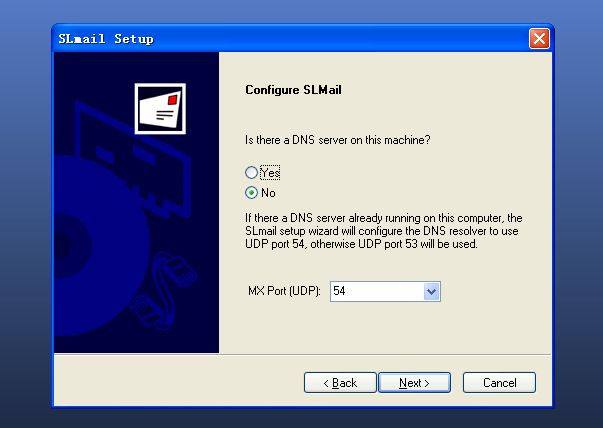 SLmail Setup
Configure SLMail
Is there a DNS server on this machine?
Yes
No
If there a DNS server already running on this computer, the
SLmail setup wizard will configure the DNS resolver to use
UDP port 54, otherwise UDP port 53 will be used.
MX Port (UDP): 54
< Back Next > Cancel